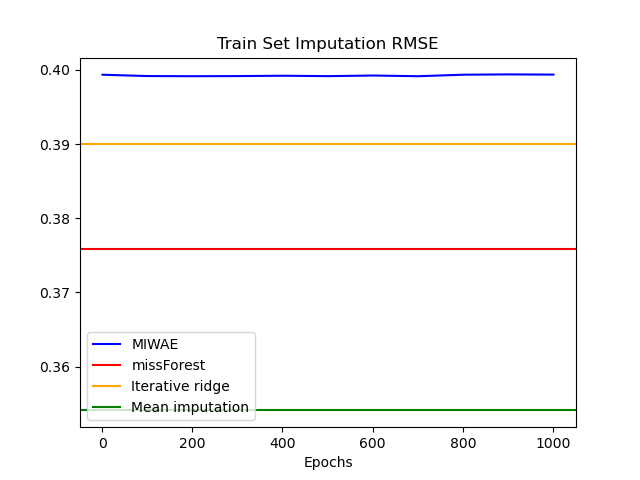 Train Set Imputation RMSE
0.40
0.39
0.38
0.37
0.36
MIWAE
missForest
Iterative ridge
Mean imputation
0 200 400 600 800 1000
Epochs